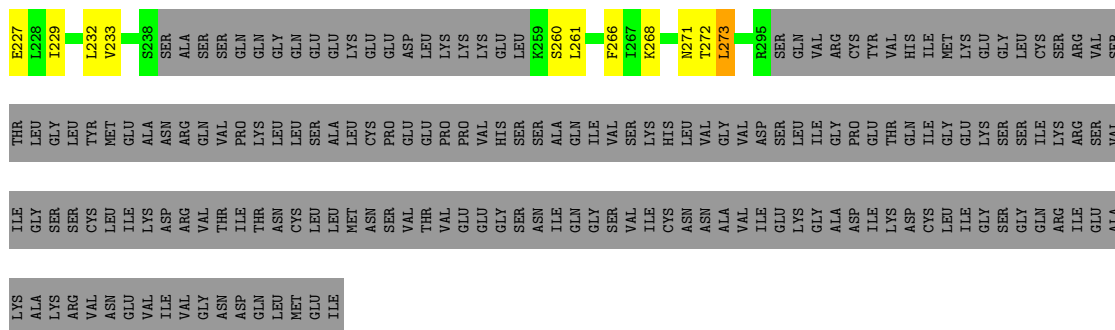 E227 L228 I229 L232 V233 S238 SER ALA SER SER GLN GLN GLY GLN GLU GLU LYS GLU GLU ASP LEU LYS LYS LYS GLU LEU K259 S260 L261 F266 I267 K268 N271 T272 L273 R295 SER GLN VAL ARG CYS TYR VAL HIS ILE MET LYS GLU GLY LEU CYS SER ARG VAL SER
THR LEU GLY LEU TYR MET GLU ALA ASN ARG GLN VAL PRO LYS LEU LEU SER ALA LEU CYS PRO GLU GLU PRO PRO VAL HIS SER SER ALA GLN ILE VAL SER LYS HIS LEU VAL GLY VAL ASP SER LEU ILE GLY PRO GLU THR GLN ILE GLY GLU LYS SER SER ILE LYS ARG SER VAL
ILE GLY SER SER CYS LEU ILE LYS ASP ARG VAL THR ILE THR ASN CYS LEU LEU MET ASN SER VAL THR VAL GLU GLU GLY SER ASN ILE GLN GLY SER VAL ILE CYS ASN ASN ALA VAL ILE GLU LYS GLY ALA ASP ILE LYS ASP CYS LEU ILE GLY SER GLY GLN ARG ILE GLU ALA
LYS ALA LYS ARG VAL ASN GLU VAL ILE VAL GLY ASN ASP GLN LEU MET GLU ILE